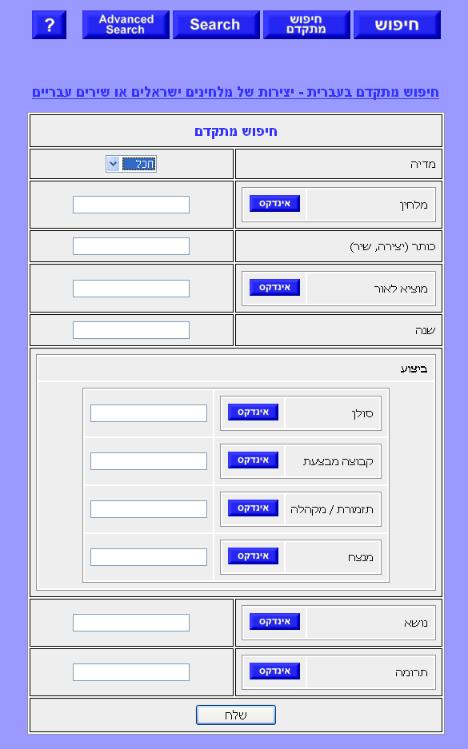 חיפוש
חיפוש
מתקדם
Search
Advanced
Search
?
חיפוש מתקדם בעברית - יצירות של מלחינים ישראלים או שירים עבריים
חיפוש מתקדם
מדיה
הכל
מלחין
אינדקס
כותר (יצירה, שיר)
מוציא לאור
אינדקס
שנה
ביצוע
סולן
אינדקס
קבוצה מבצעת
אינדקס
תזמורת / מקהלה
אינדקס
מנצח
אינדקס
נושא
אינדקס
תרומה
אינדקס
שלח